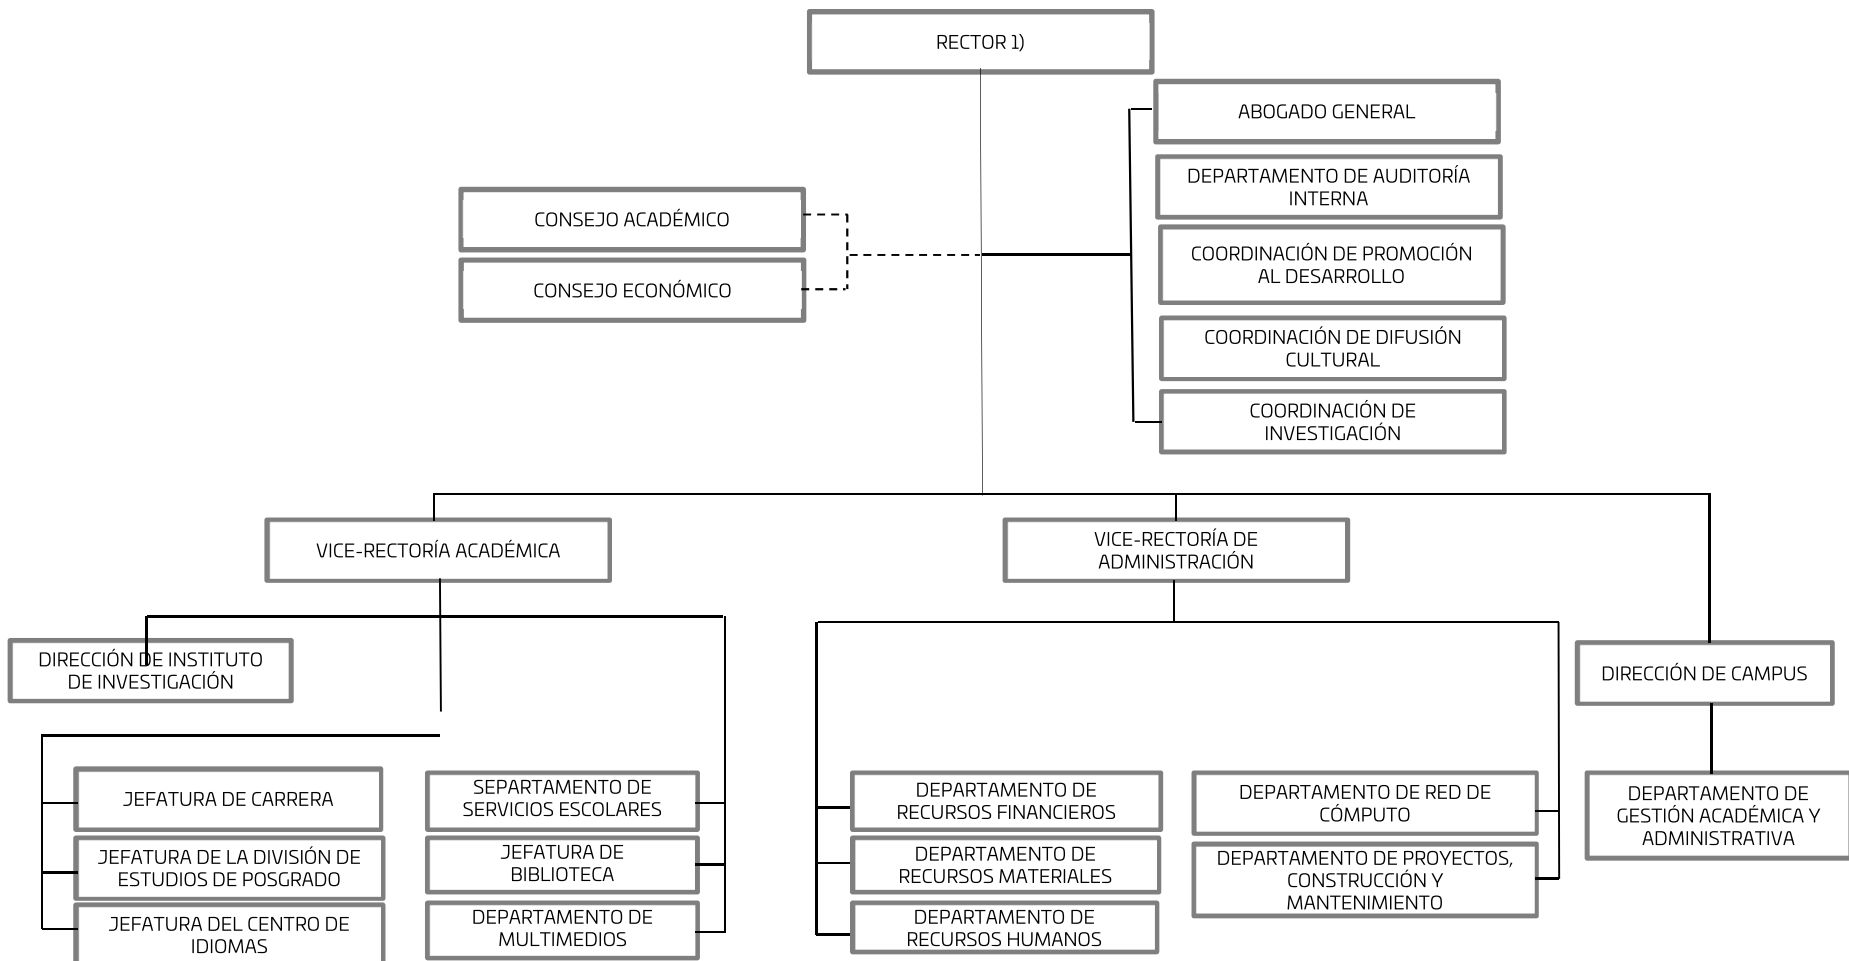 RECTOR 1)
ABOGADO GENERAL
DEPARTAMENTO DE AUDITORÍA
INTERNA
CONSEJO ACADÉMICO
CONSEJO ECONÓMICO
COORDINACIÓN DE PROMOCIÓN
AL DESARROLLO
COORDINACIÓN DE DIFUSIÓN
CULTURAL
COORDINACIÓN DE
INVESTIGACIÓN
VICE-RECTORÍA ACADÉMICA
VICE-RECTORÍA DE
ADMINISTRACIÓN
DIRECCIÓN DE INSTITUTO
DE INVESTIGACIÓN
DIRECCIÓN DE CAMPUS
JEFATURA DE CARRERA
JEFATURA DE LA DIVISIÓN DE
ESTUDIOS DE POSGRADO
JEFATURA DEL CENTRO DE
IDIOMAS
SEPARTAMENTO DE
SERVICIOS ESCOLARES
JEFATURA DE
BIBLIOTECA
DEPARTAMENTO DE
MULTIMEDIOS
DEPARTAMENTO DE
RECURSOS FINANCIEROS
DEPARTAMENTO DE
RECURSOS MATERIALES
DEPARTAMENTO DE
RECURSOS HUMANOS
DEPARTAMENTO DE RED DE
CÓMPUTO
DEPARTAMENTO DE PROYECTOS,
CONSTRUCCIÓN Y
MANTENIMIENTO
DEPARTAMENTO DE
GESTIÓN ACADÉMICA Y
ADMINISTRATIVA